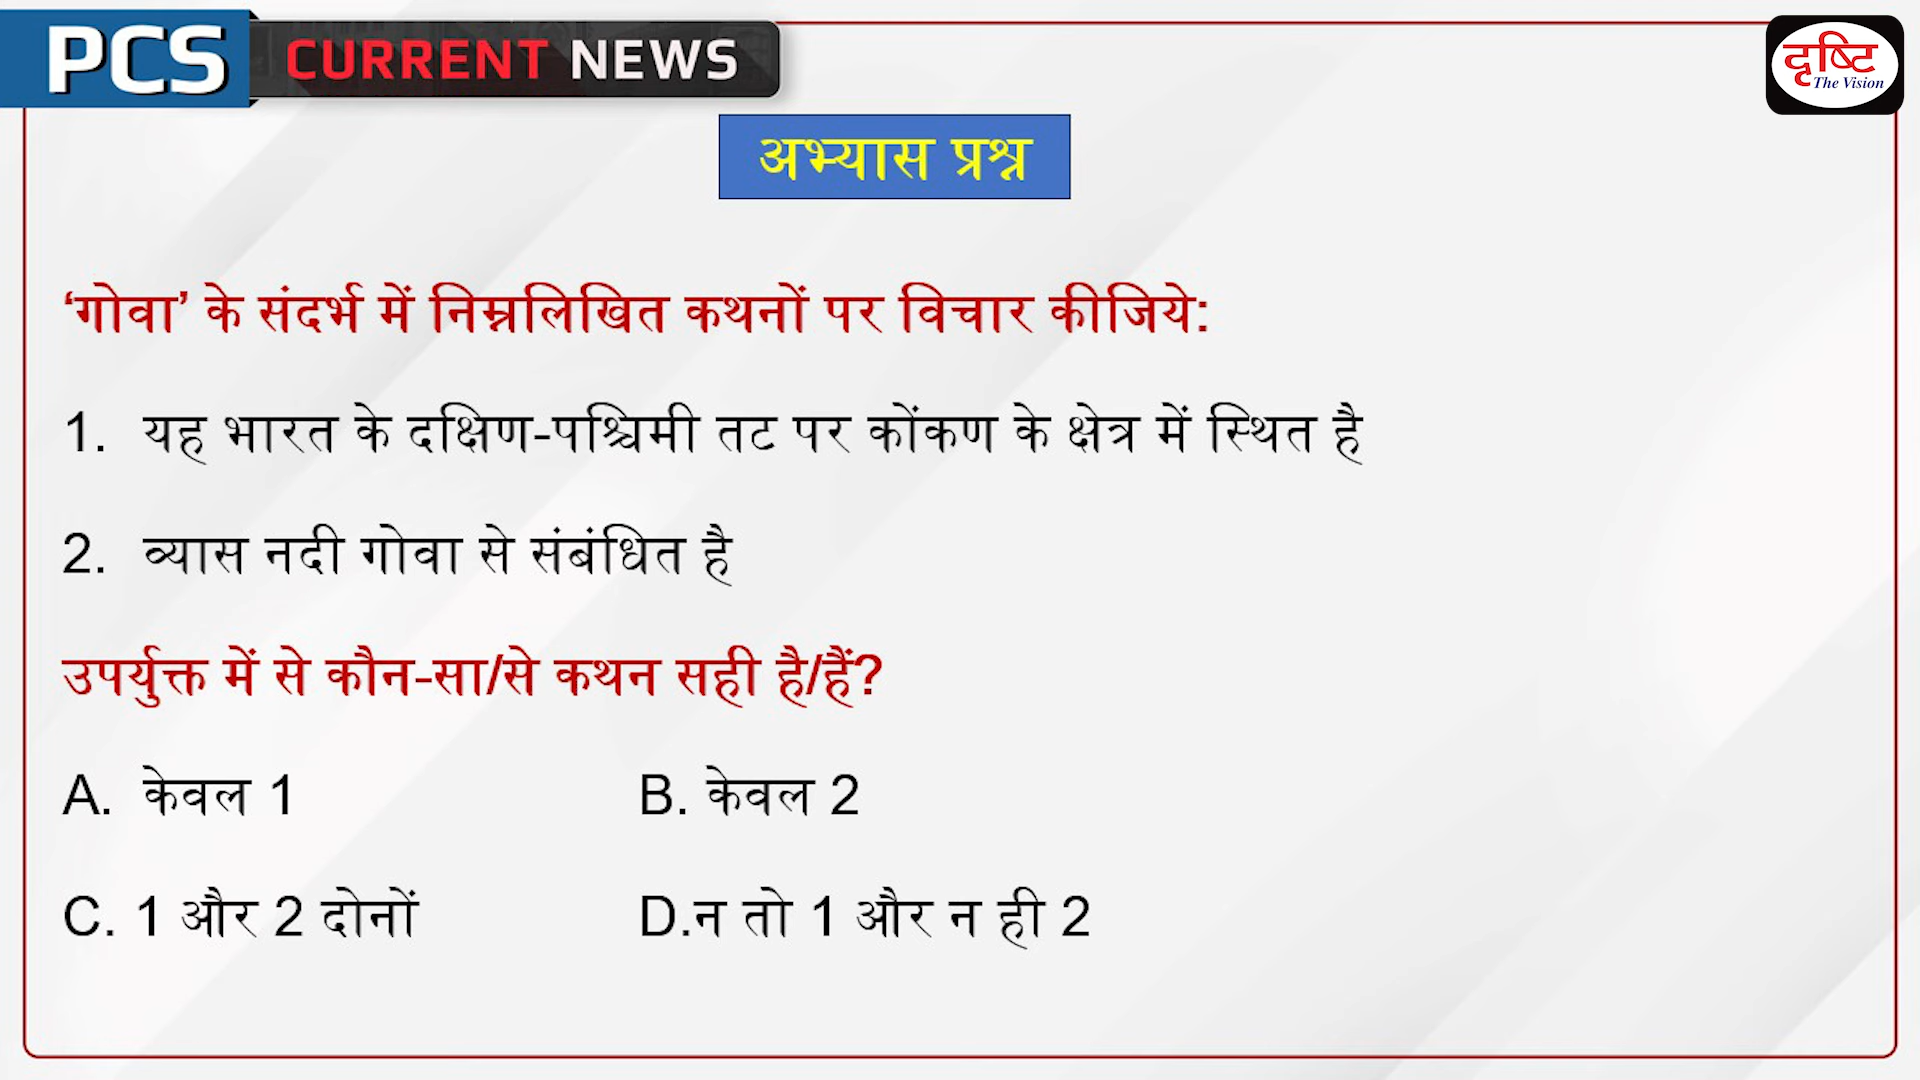 PCS CURRENT NEWS
दृष्टि
The Vision
अभ्यास प्रश्न
‘गोवा’ के संदर्भ में निम्नलिखित कथनों पर विचार कीजिये:
1. यह भारत के दक्षिण-पश्चिमी तट पर कोंकण के क्षेत्र में स्थित है
2. व्यास नदी गोवा से संबंधित है
उपर्युक्त में से कौन-सा/से कथन सही है/हैं?
A. केवल 1 B. केवल 2
C. 1 और 2 दोनों D.न तो 1 और न ही 2